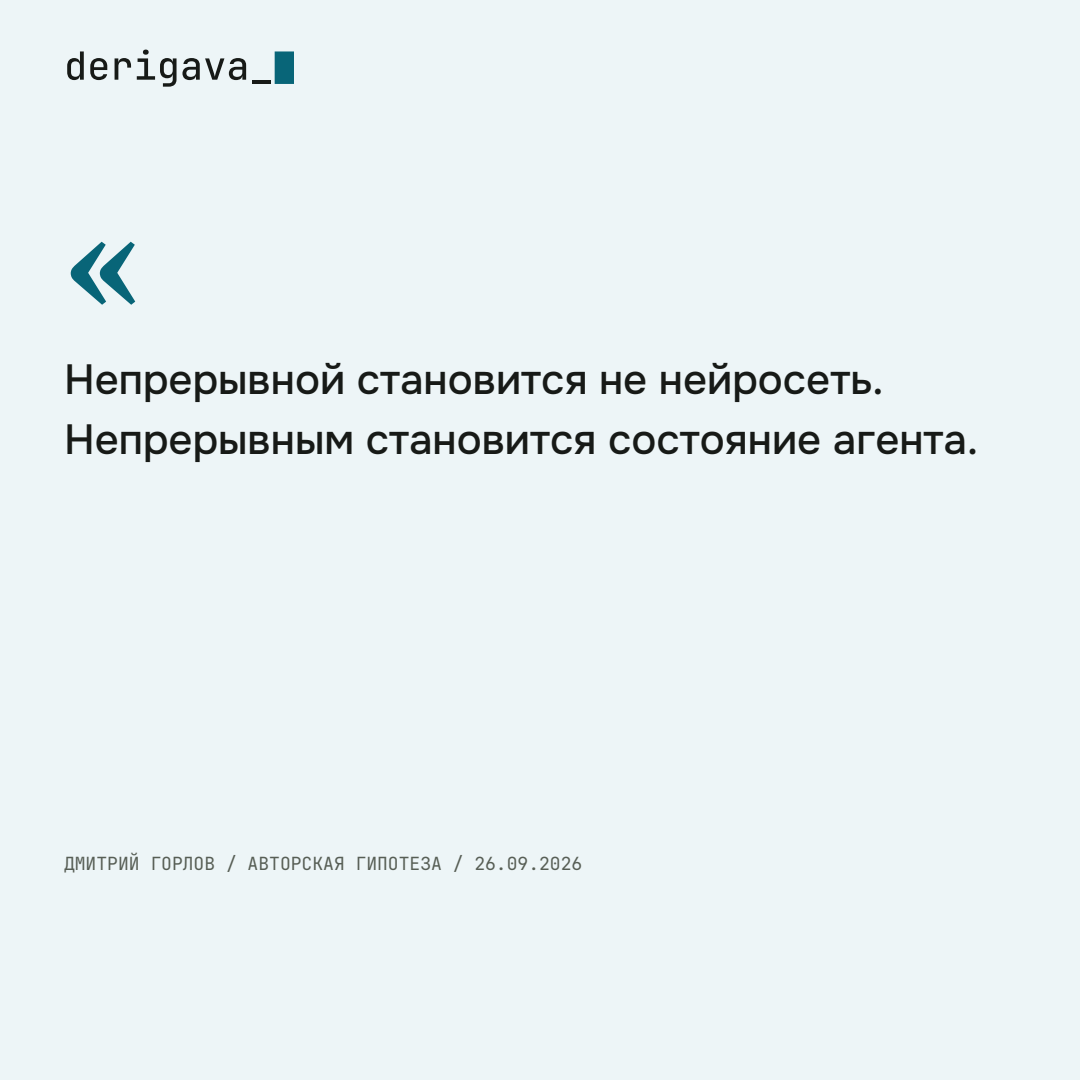 derigava_
«
Непрерывной становится не нейросеть.
Непрерывным становится состояние агента.
ДМИТРИЙ ГОРЛОВ / АВТОРСКАЯ ГИПОТЕЗА / 26.09.2026